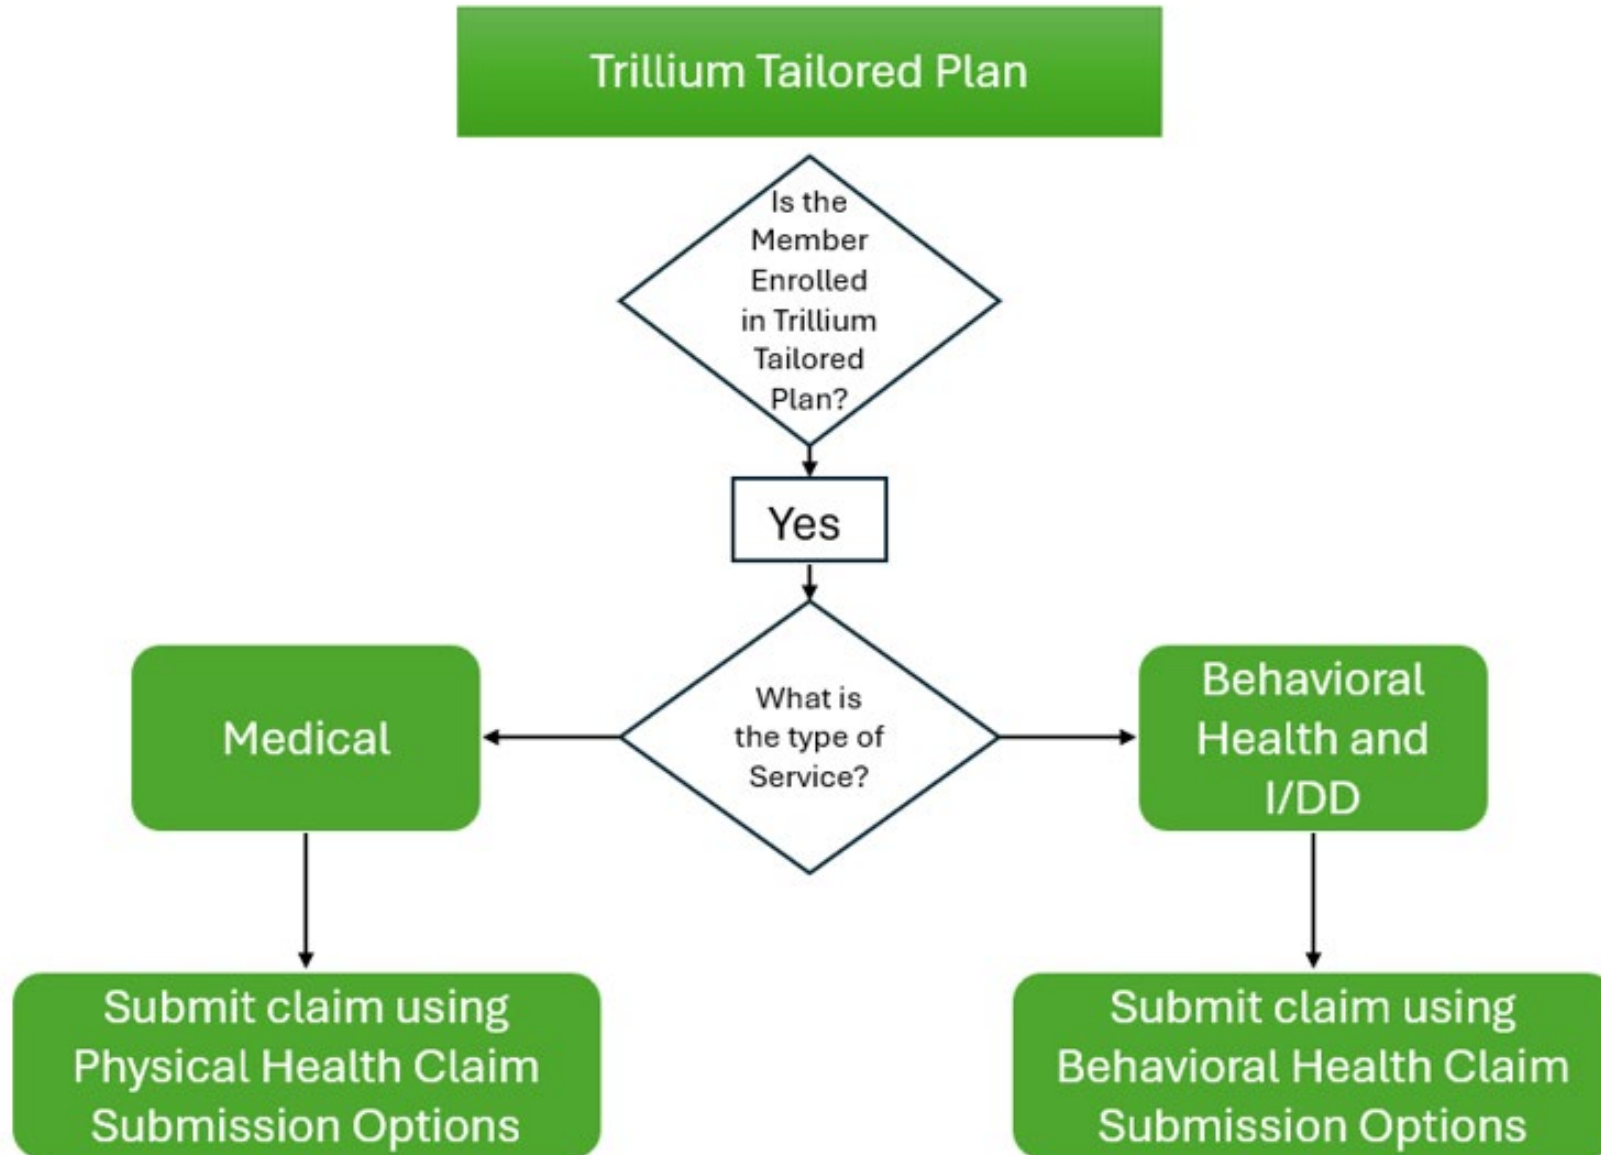 Trillium Tailored Plan
Is the
Member
Enrolled
in Trillium
Tailored
Plan?
Yes
What is
the type of
Service?
Medical
Behavioral
Health and
I/DD
Submit claim using
Physical Health Claim
Submission Options
Submit claim using
Behavioral Health Claim
Submission Options